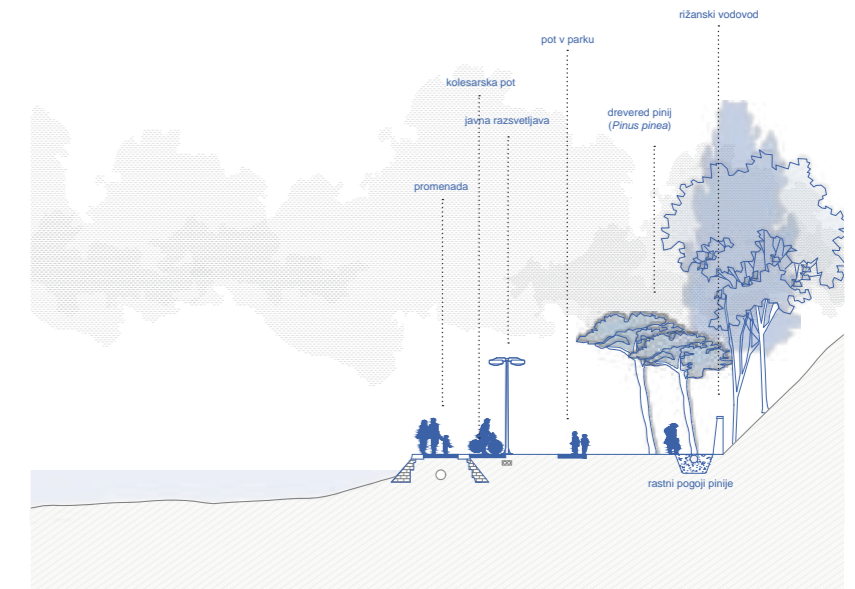 rižanski vodovod
pot v parku
kolesarska pot
javna razsvetljava
drevered pinij
(Pinus pinea)
promenada
rastni pogoji pinije